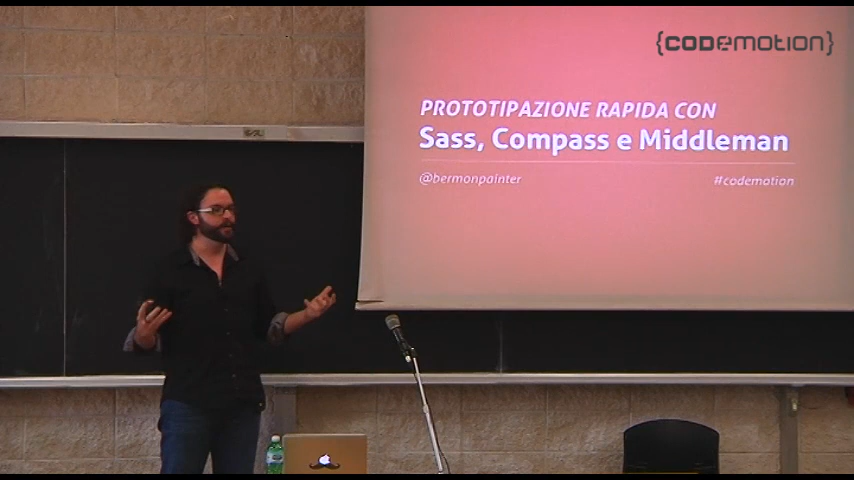 {CODEMOTION}
PROTOTIPAZIONE RAPIDA CON
Sass, Compass e Middleman
@bermonpainter #codemotion